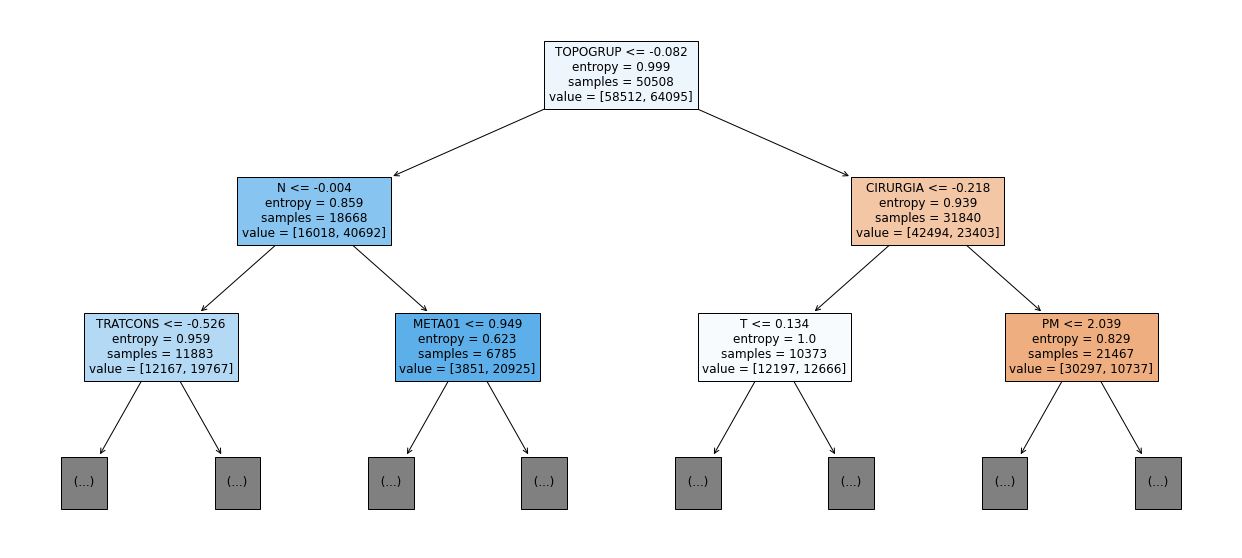 TOPOGRUP <= -0.082
entropy = 0.999
samples = 50508
value = [58512, 64095]
N <= -0.004
entropy = 0.859
samples = 18668
value = [16018, 40692]
CIRURGIA <= -0.218
entropy = 0.939
samples = 31840
value = [42494, 23403]
TRATCONS <= -0.526
entropy = 0.959
samples = 11883
value = [12167, 19767]
META01 <= 0.949
entropy = 0.623
samples = 6785
value = [3851, 20925]
T <= 0.134
entropy = 1.0
samples = 10373
value = [12197, 12666]
PM <= 2.039
entropy = 0.829
samples = 21467
value = [30297, 10737]
(...)
(...)
(...)
(...)
(...)
(...)
(...)
(...)